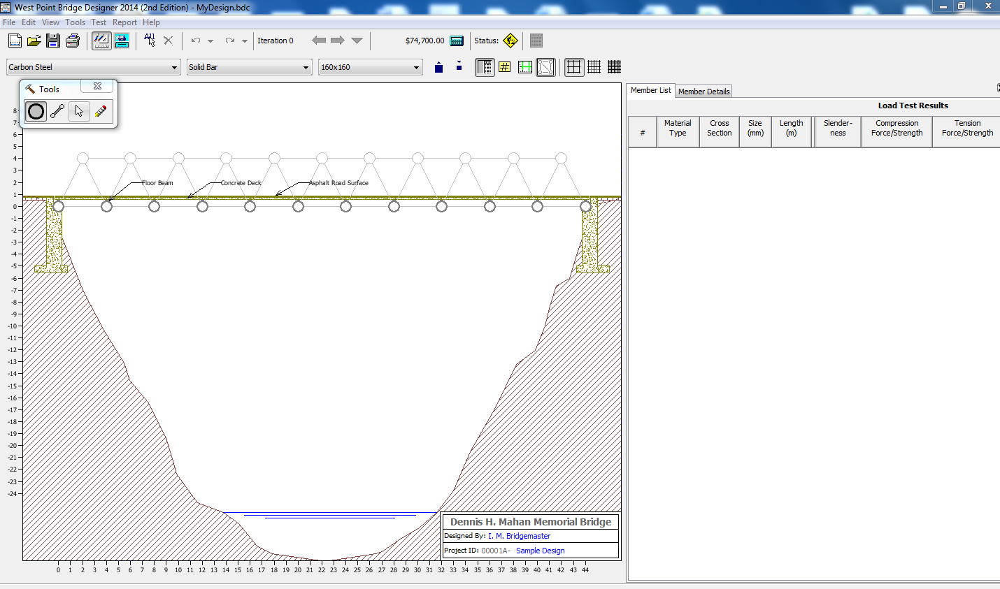 West Point Bridge Designer 2014 (2nd Edition) - MyDesign.bdc
File Edit View Tools Test Report Help
Iteration 0 $74,700.00 Status:
Carbon Steel Solid Bar 160x160
Tools
Member List Member Details
Load Test Results
# Material Type Cross Section Size (mm) Length (m) Slender-ness Compression Force/Strength Tension Force/Strength
8
7
6
5
4
3
2
1
0
-1
-2
-3
-4
-5
-6
-7
-8
-9
-10
-11
-12
-13
-14
-15
-16
-17
-18
-19
-20
-21
-22
-23
-24
Floor Beam Concrete Deck Asphalt Road Surface
Dennis H. Mahan Memorial Bridge
Designed By: I. M. Bridgemaster
Project ID: 00001A- Sample Design
0 1 2 3 4 5 6 7 8 9 10 11 12 13 14 15 16 17 18 19 20 21 22 23 24 25 26 27 28 29 30 31 32 33 34 35 36 37 38 39 40 41 42 43 44